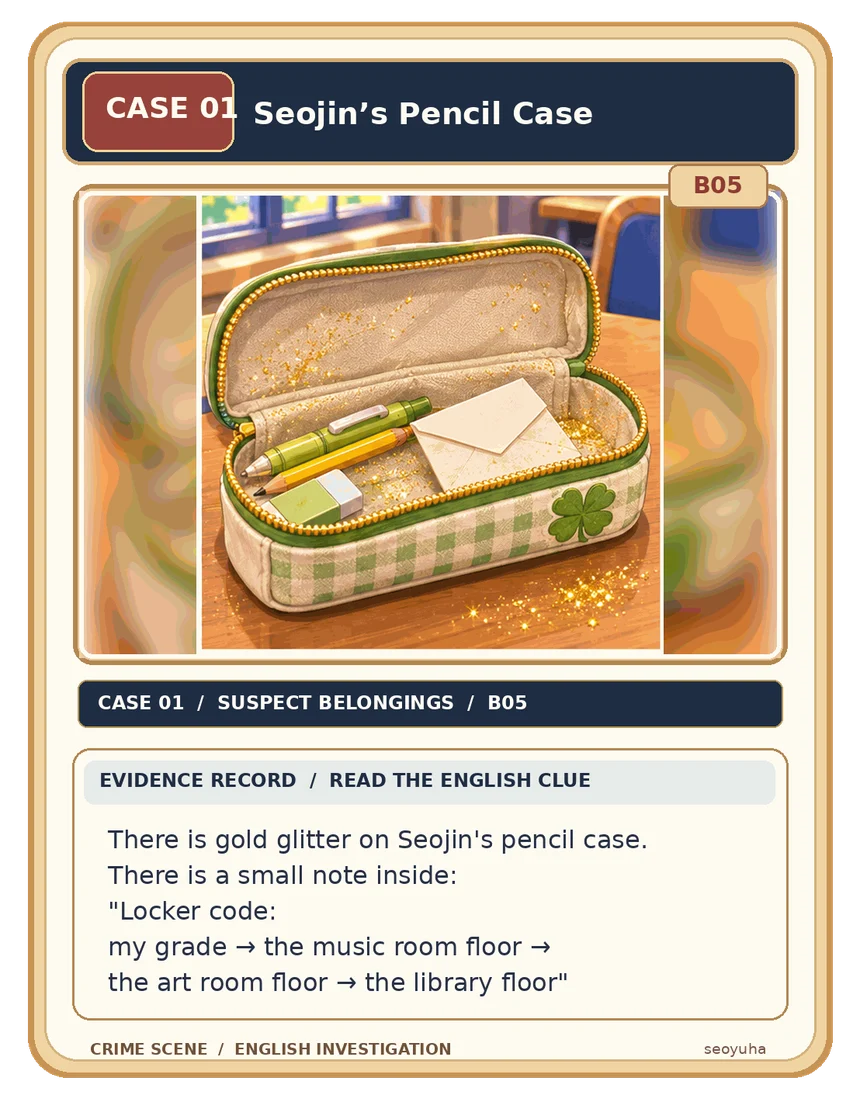 CASE 01 Seojin’s Pencil Case
B05
CASE 01 / SUSPECT BELONGINGS / B05
EVIDENCE RECORD / READ THE ENGLISH CLUE
There is gold glitter on Seojin's pencil case.
There is a small note inside:
"Locker code:
my grade → the music room floor →
the art room floor → the library floor"
CRIME SCENE / ENGLISH INVESTIGATION
seoyuha